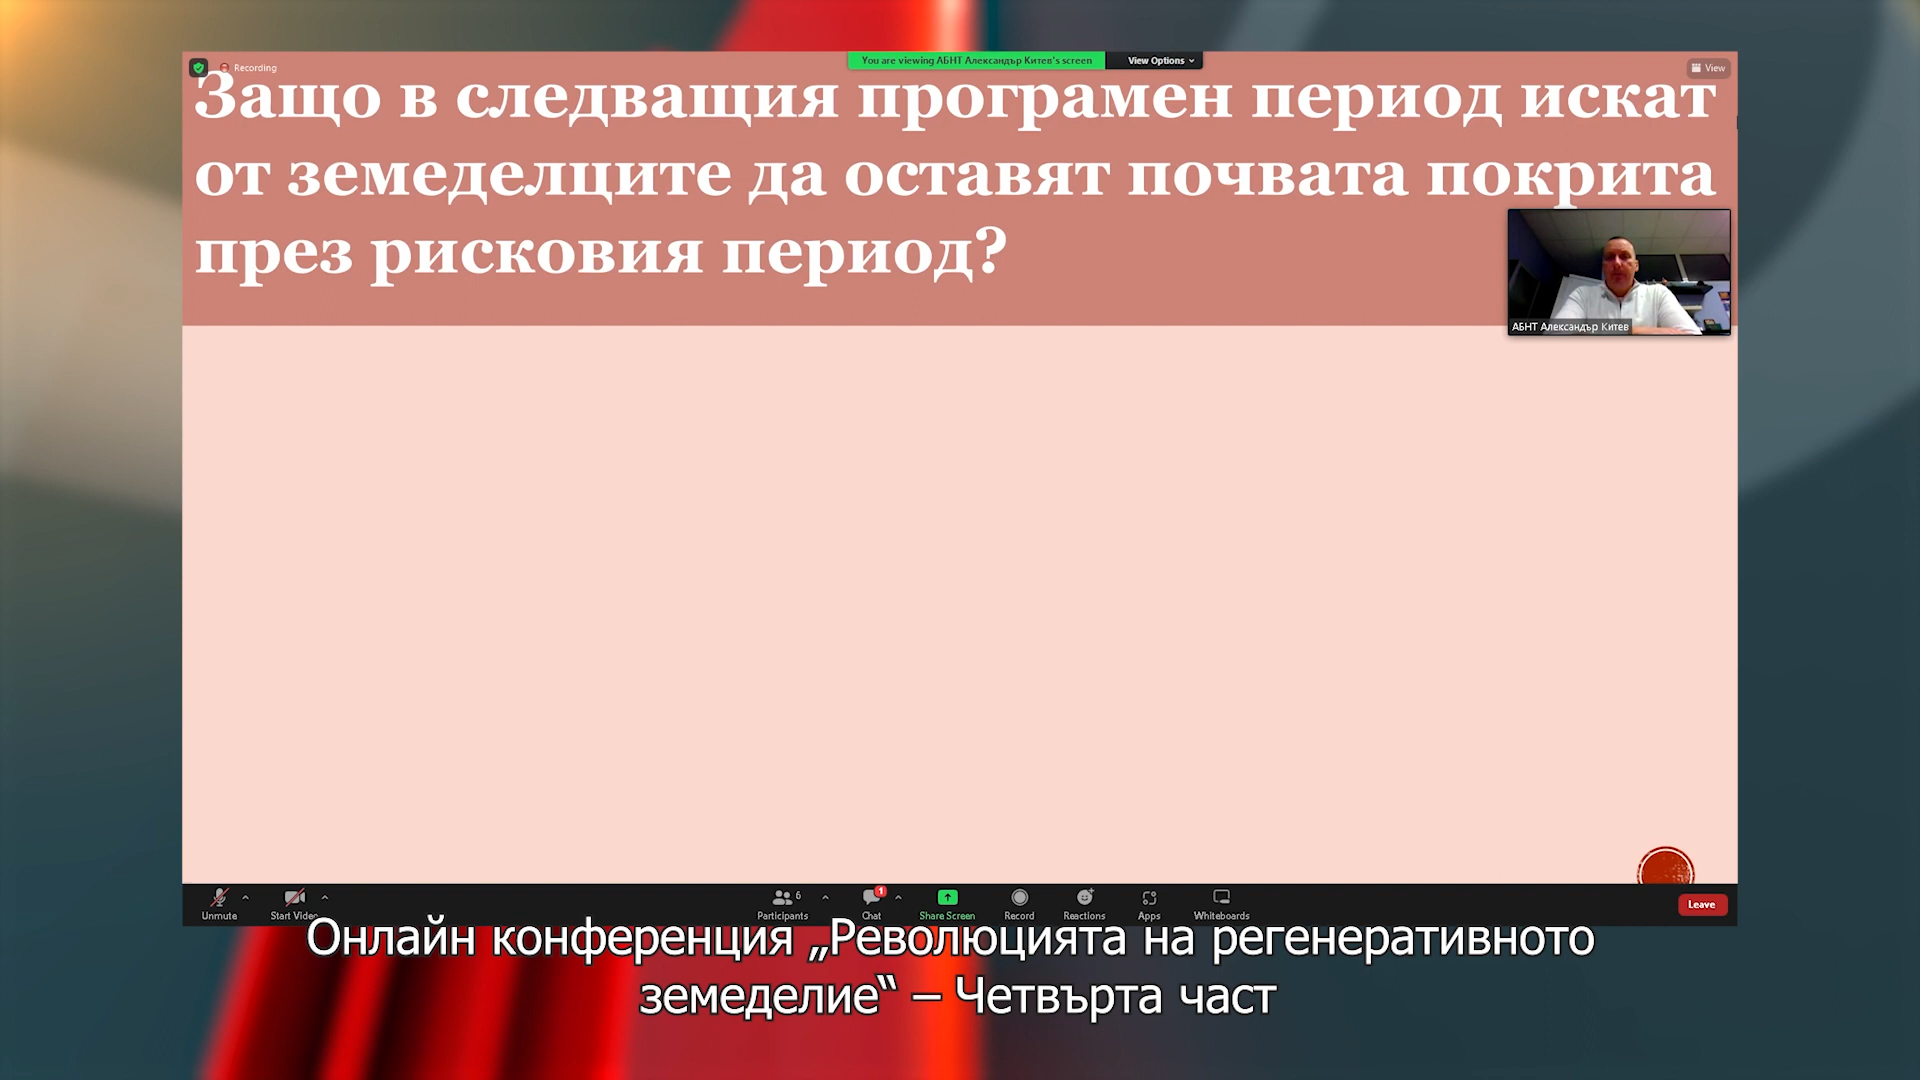 Recording
You are viewing АБНТ Александър Китев's screen
View Options
View
Защо в следващия програмен период искат
от земеделците да оставят почвата покрита
през рисковия период?
АБНТ Александър Китев
Unmute
Start Video
Participants
6
Chat
1
Share Screen
Record
Reactions
Apps
Whiteboards
Leave
Онлайн конференция „Революцията на регенеративното
земеделие“ – Четвърта част